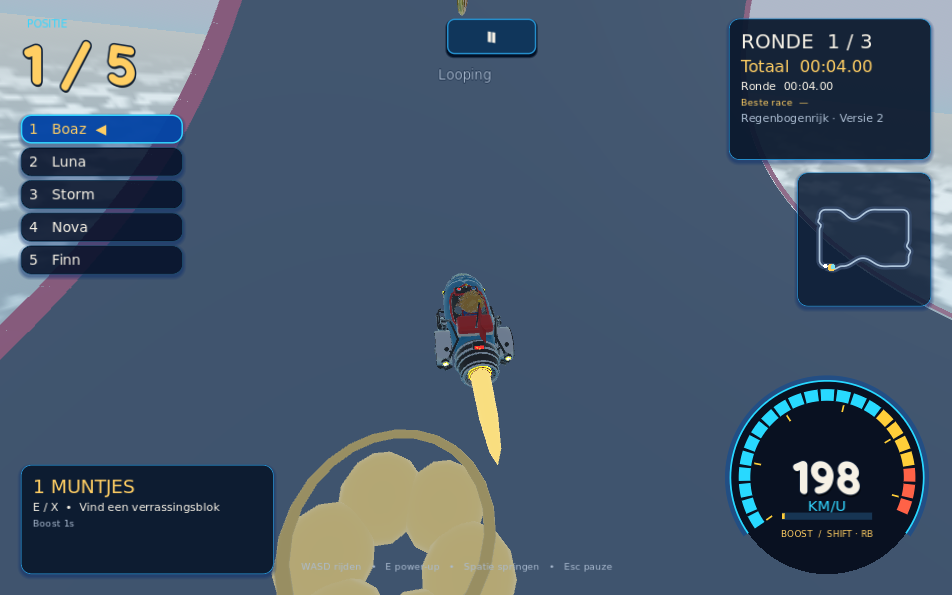 POSITIE
1 / 5
1 Boaz ◀
2 Luna
3 Storm
4 Nova
5 Finn
Looping
RONDE 1 / 3
Totaal 00:04.00
Ronde 00:04.00
Beste race —
Regenbogenrijk · Versie 2
1 MUNTJES
E / X • Vind een verrassingsblok
Boost 1s
198
KM/U
BOOST / SHIFT · RB
WASD rijden • E powerup • Spatie springen • Esc pauze